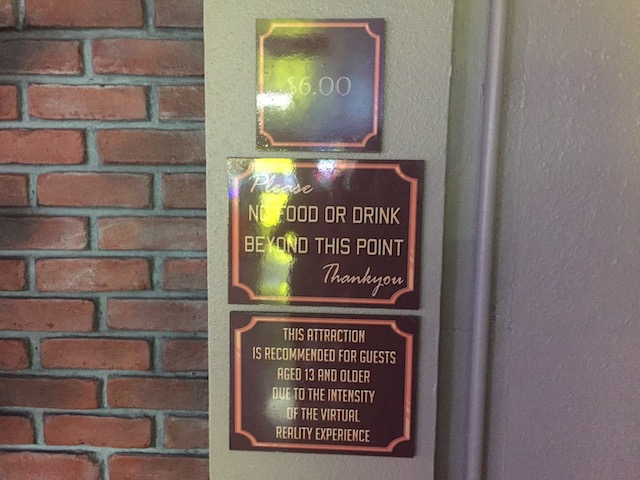 $6.00
Please
NO FOOD OR DRINK
BEYOND THIS POINT
Thankyou
THIS ATTRACTION
IS RECOMMENDED FOR GUESTS
AGED 13 AND OLDER
DUE TO THE INTENSITY
OF THE VIRTUAL
REALITY EXPERIENCE